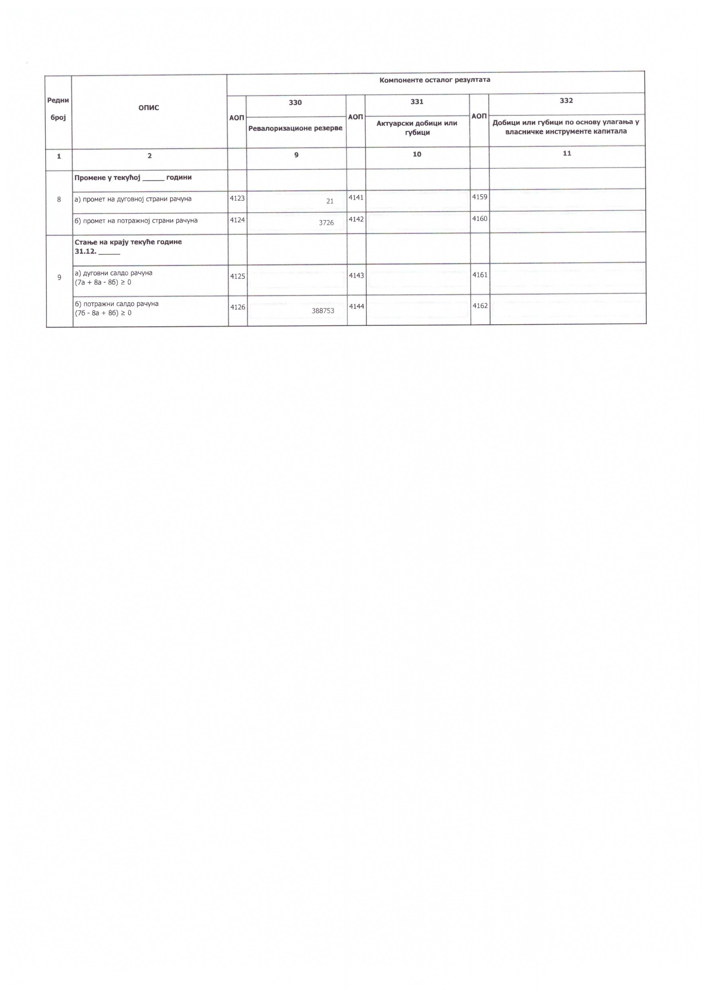 Компоненте осталог резултата
Редни
број
ОПИС
АОП
330
Ревалоризационе резерве
АОП
331
Актуарски добици или
губици
АОП
332
Добици или губици по основу улагања у
власничке инструменте капитала
1 2 9 10 11
Промене у текућој ______ години
8
а) промет на дуговној страни рачуна 4123 21 4141 4159
б) промет на потражној страни рачуна 4124 3726 4142 4160
Стање на крају текуће године
31.12. ______
9
а) дуговни салдо рачуна
(7а + 8а - 8б) ≥ 0
4125 4143 4161
б) потражни салдо рачуна
(7б - 8а + 8б) ≥ 0
4126 388753 4144 4162